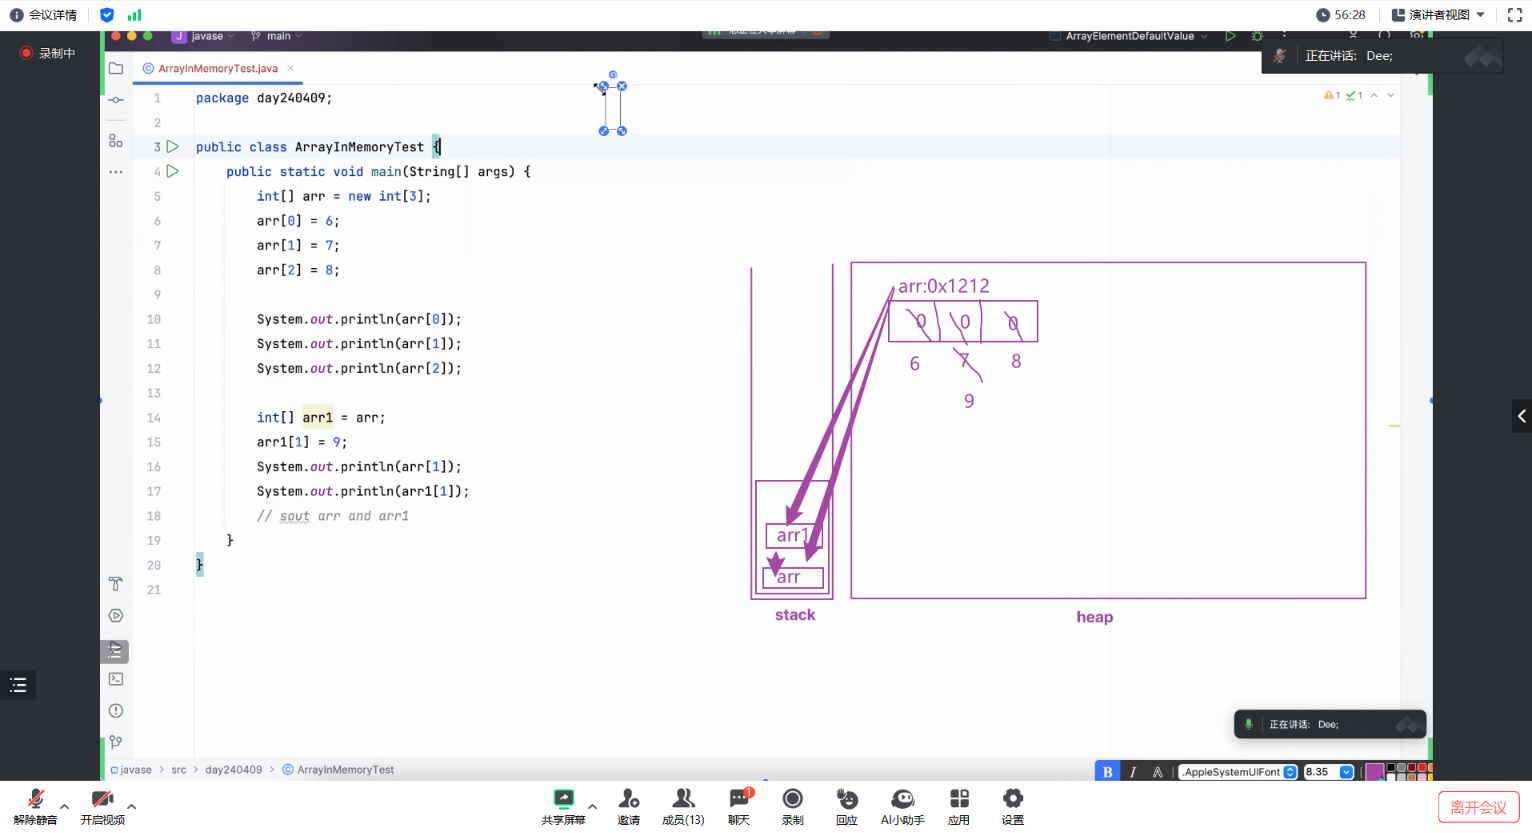 会议详情
56:28
演讲者视图
录制中
javase
main
ArrayElementDefaultValue
正在讲话: Dee;
ArrayInMemoryTest.java
1 1
1 package day240409;
2
3 public class ArrayInMemoryTest {
4 public static void main(String[] args) {
5 int[] arr = new int[3];
6 arr[0] = 6;
7 arr[1] = 7;
8 arr[2] = 8;
9
10 System.out.println(arr[0]);
11 System.out.println(arr[1]);
12 System.out.println(arr[2]);
13
14 int[] arr1 = arr;
15 arr1[1] = 9;
16 System.out.println(arr[1]);
17 System.out.println(arr1[1]);
18 // sout arr and arr1
19 }
20 }
21
arr:0x1212
0 0 0
6 7 8
9
arr1
arr
stack
heap
正在讲话: Dee;
javase > src > day240409 > ArrayInMemoryTest
B I A .AppleSystemUIFont 8.35
解除静音
开启视频
共享屏幕
邀请
成员(13)
1
聊天
录制
回应
AI小助手
应用
设置
离开会议